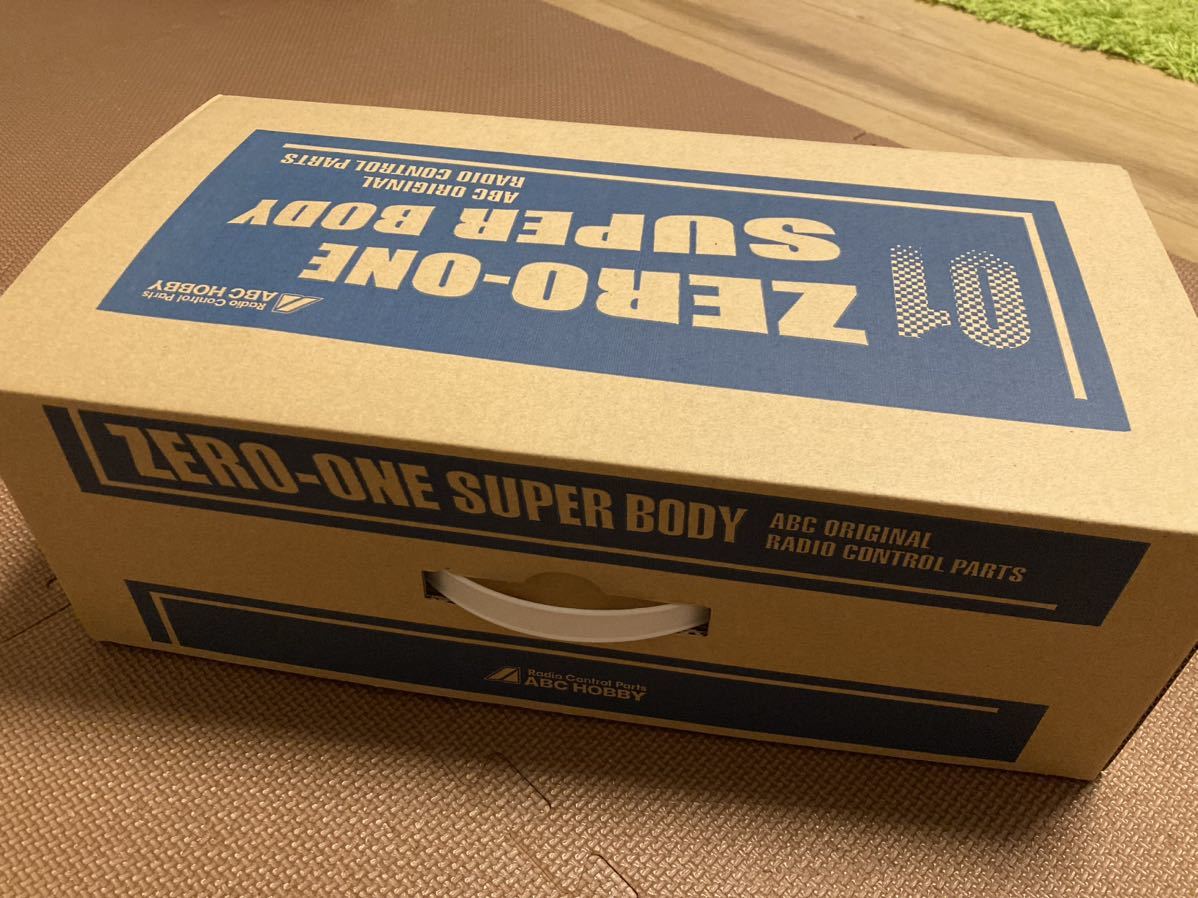 01
ZERO-ONE
SUPER BODY
ABC ORIGINAL
RADIO CONTROL PARTS
Radio Control Parts
ABC HOBBY
ZERO-ONE SUPER BODY
ABC ORIGINAL
RADIO CONTROL PARTS
Radio Control Parts
ABC HOBBY